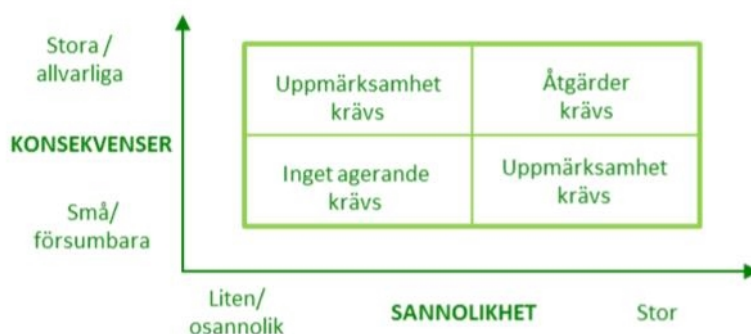 Stora /
allvarliga
Uppmärksamhet
krävs
Åtgärder
krävs
KONSEKVENSER
Inget agerande
krävs
Uppmärksamhet
krävs
Små/
försumbara
Liten/
osannolik
SANNOLIKHET
Stor